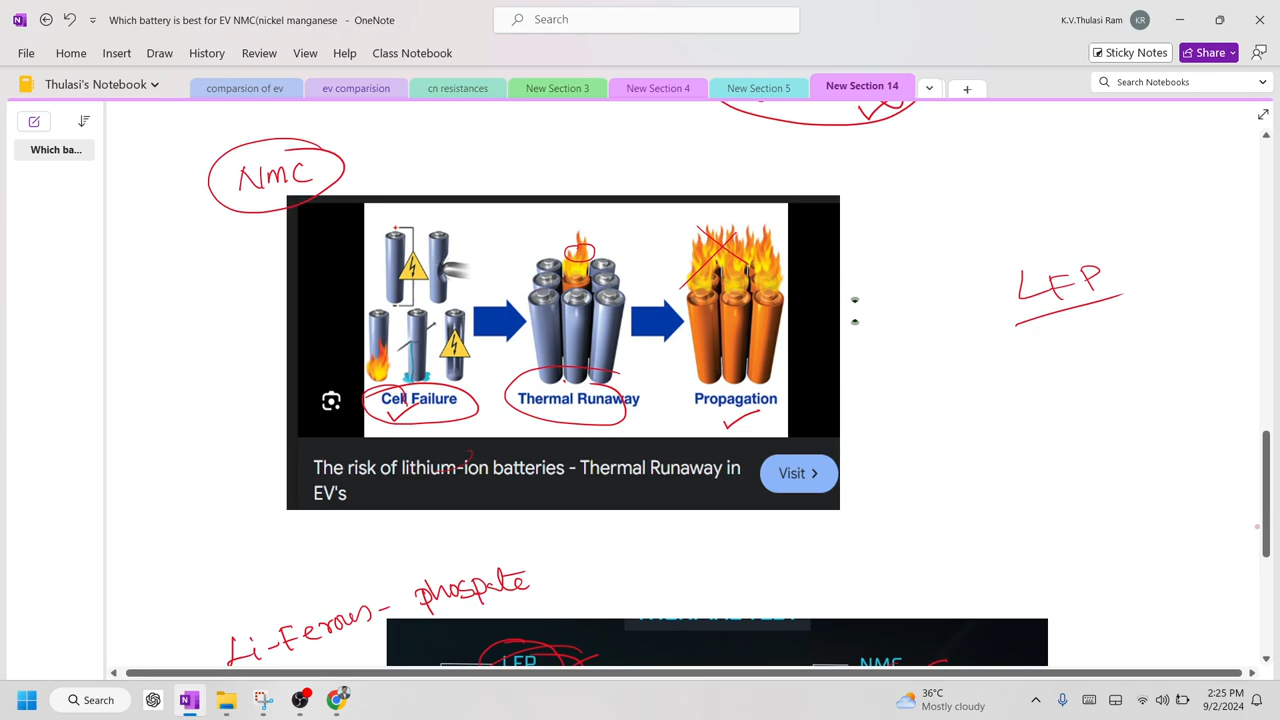 Which battery is best for EV NMC(nickel manganese - OneNote
Search
K.V.Thulasi Ram KR
File Home Insert Draw History Review View Help Class Notebook
Sticky Notes Share
Thulasi's Notebook
comparsion of ev
ev comparision
cn resistances
New Section 3
New Section 4
New Section 5
New Section 14
Search Notebooks
Which ba...
NMC
LFP
Cell Failure
Thermal Runaway
Propagation
The risk of lithium-ion batteries - Thermal Runaway in
EV's
Visit
Li-Ferous-phospate
LFP
Search
36°C
Mostly cloudy
2:25 PM
9/2/2024